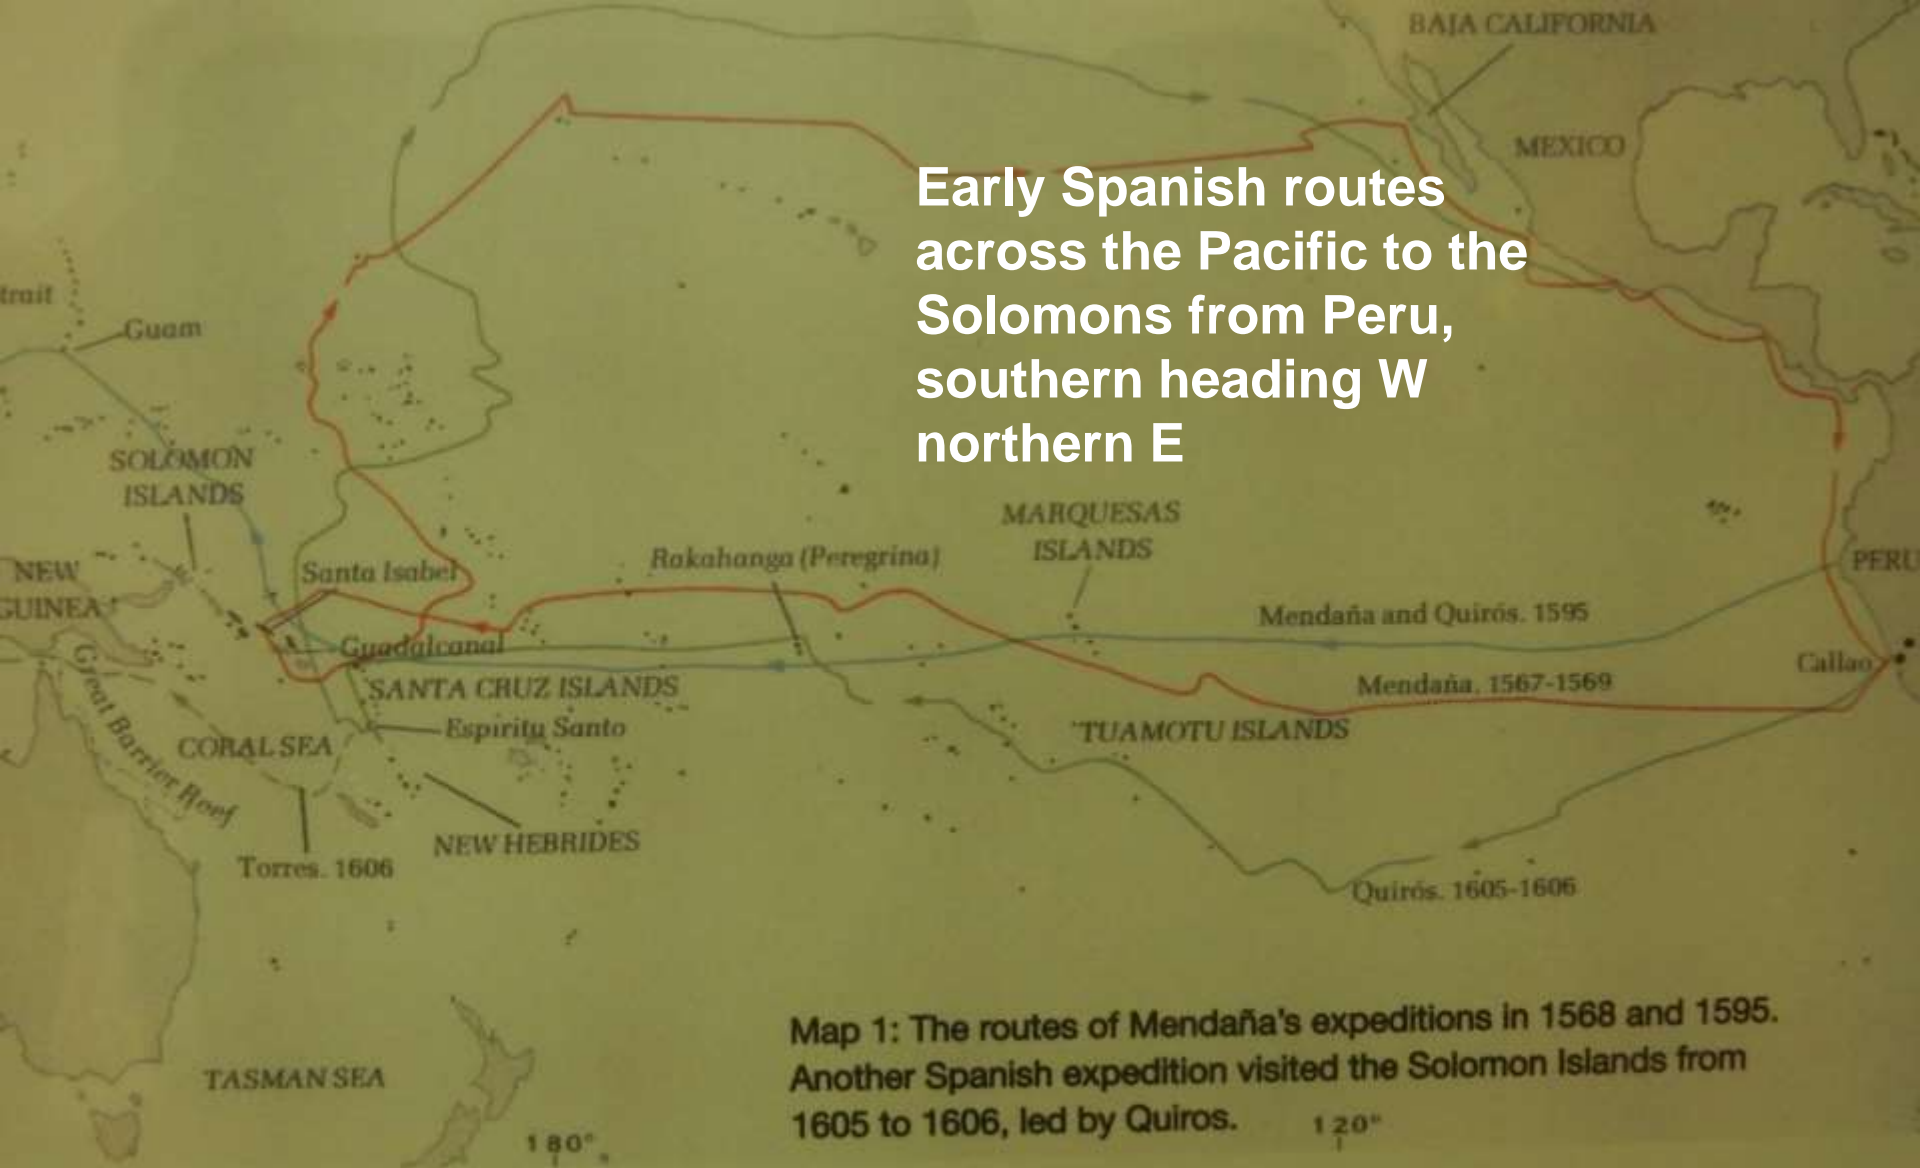 BAJA CALIFORNIA
MEXICO
Early Spanish routes
across the Pacific to the
Solomons from Peru,
southern heading W
northern E
trait
Guam
SOLOMON
ISLANDS
MARQUESAS
ISLANDS
NEW
GUINEA
Santa Isabel
Rakahanga (Peregrina)
PERU
Mendaña and Quirós. 1595
Guadalcanal
Callao
SANTA CRUZ ISLANDS
Mendaña. 1567-1569
Espiritu Santo
TUAMOTU ISLANDS
CORAL SEA
Great Barrier Reef
NEW HEBRIDES
Torres. 1606
Quirós. 1605-1606
Map 1: The routes of Mendaña's expeditions in 1568 and 1595.
Another Spanish expedition visited the Solomon Islands from
1605 to 1606, led by Quiros.
TASMAN SEA
180°
120°